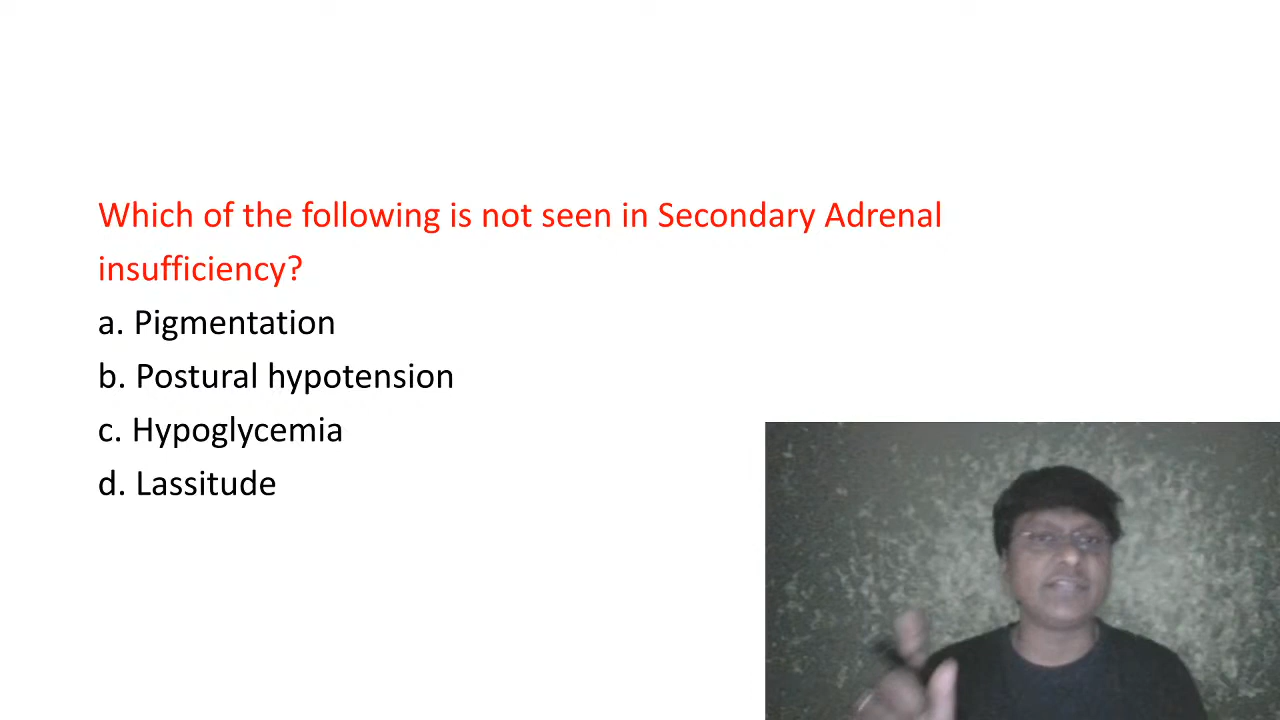 Which of the following is not seen in Secondary Adrenal
insufficiency?
a. Pigmentation
b. Postural hypotension
c. Hypoglycemia
d. Lassitude